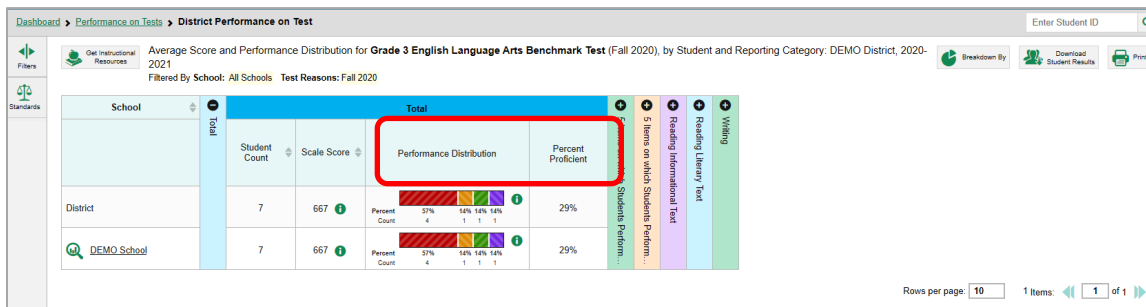 Dashboard > Performance on Tests > District Performance on Test
Enter Student ID
Filters
Standards
Get Instructional
Resources
Average Score and Performance Distribution for Grade 3 English Language Arts Benchmark Test (Fall 2020), by Student and Reporting Category: DEMO District, 2020-
2021
Filtered By School: All Schools Test Reasons: Fall 2020
Breakdown By
Download
Student Results
Print
School
Total
Total
Student
Count
Scale Score
Performance Distribution
Percent
Proficient
5 Items on which Students Perform...
5 Items on which Students Perform...
Reading Informational Text
Reading Literary Text
Writing
District
7
667
Percent 57% 14% 14% 14%
Count 4 1 1 1
29%
DEMO School
7
667
Percent 57% 14% 14% 14%
Count 4 1 1 1
29%
Rows per page: 10 1 Items: 1 of 1